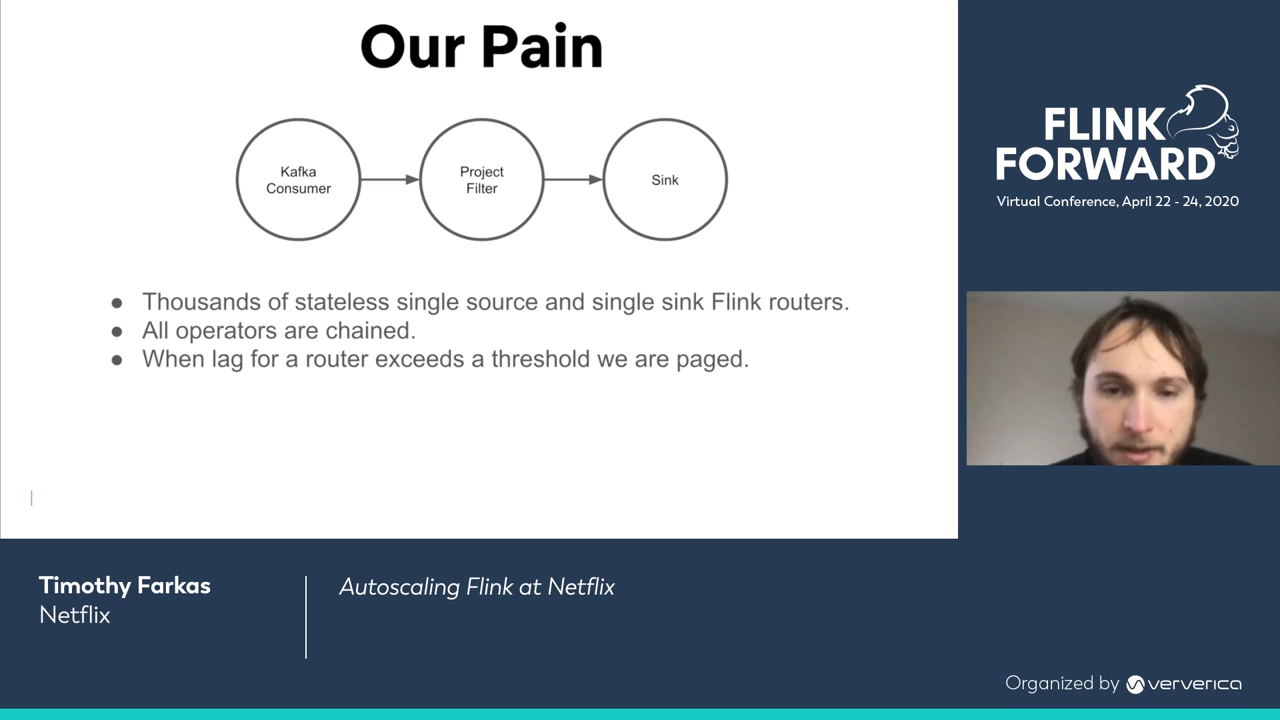 Our Pain
Kafka
Consumer
Project
Filter
Sink
● Thousands of stateless single source and single sink Flink routers.
● All operators are chained.
● When lag for a router exceeds a threshold we are paged.
FLINK
FORWARD
Virtual Conference, April 22 - 24, 2020
Timothy Farkas
Netflix
Autoscaling Flink at Netflix
Organized by ververica